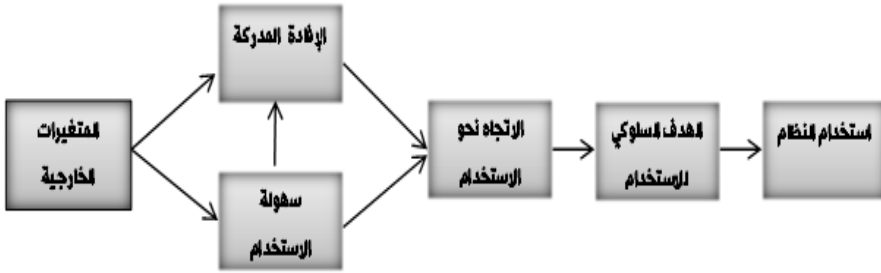 المتغيرات
الخارجية
الإفادة المدركة
سهولة
الاستخدام
الاتجاه نحو
الاستخدام
الهدف السلوكي
للاستخدام
استخدام النظام